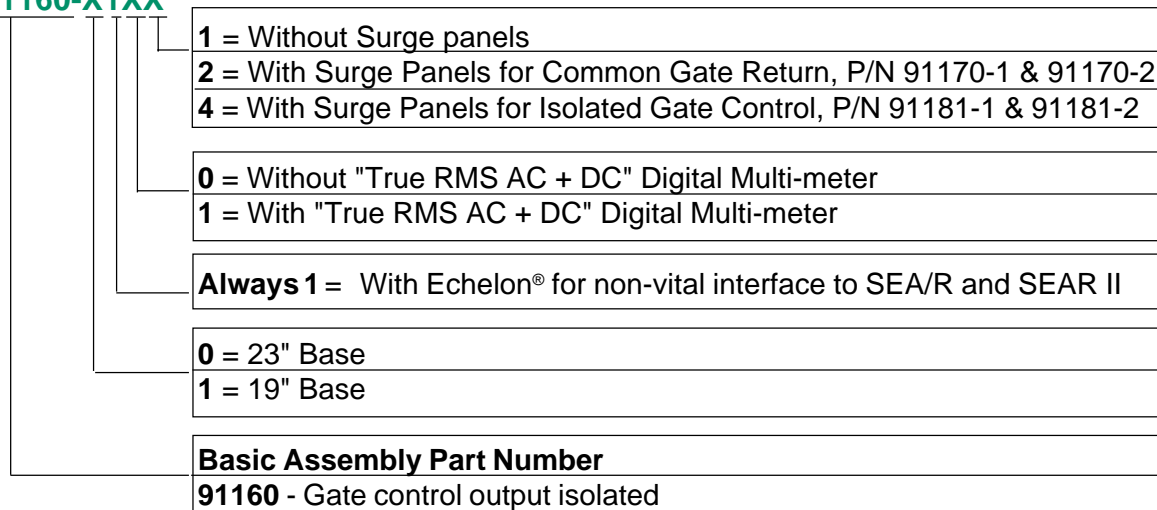 1160-X1XX
1 = Without Surge panels
2 = With Surge Panels for Common Gate Return, P/N 91170-1 & 91170-2
4 = With Surge Panels for Isolated Gate Control, P/N 91181-1 & 91181-2
0 = Without "True RMS AC + DC" Digital Multi-meter
1 = With "True RMS AC + DC" Digital Multi-meter
Always 1 = With Echelon® for non-vital interface to SEA/R and SEAR II
0 = 23" Base
1 = 19" Base
Basic Assembly Part Number
91160 - Gate control output isolated